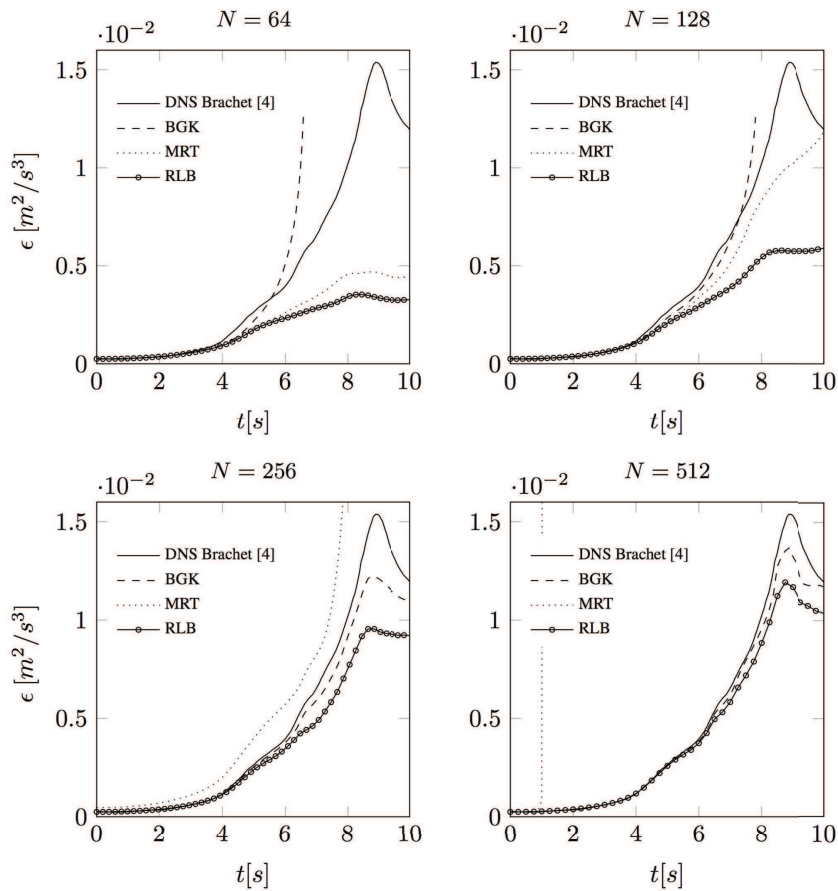 N = 64
·10⁻²
1.5
1
0.5
0
ϵ [m²/s³]
DNS Brachet [4]
BGK
MRT
RLB
0 2 4 6 8 10
t[s]
N = 128
·10⁻²
1.5
1
0.5
0
DNS Brachet [4]
BGK
MRT
RLB
0 2 4 6 8 10
t[s]
N = 256
·10⁻²
1.5
1
0.5
0
ϵ [m²/s³]
DNS Brachet [4]
BGK
MRT
RLB
0 2 4 6 8 10
t[s]
N = 512
·10⁻²
1.5
1
0.5
0
DNS Brachet [4]
BGK
MRT
RLB
0 2 4 6 8 10
t[s]